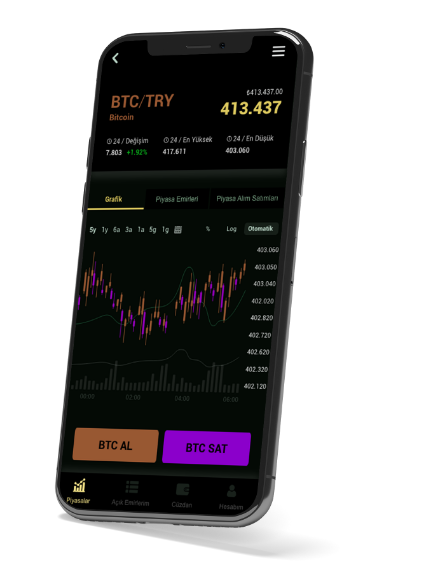 BTC/TRY
Bitcoin
₺413.437.00
413.437
24 / Değişim
7.803 +1.92%
24 / En Yüksek
417.611
24 / En Düşük
403.060
Grafik
Piyasa Emirleri
Piyasa Alım Satımları
5y 1y 6a 3a 1a 5g 1g
% Log Otomatik
403.060
403.050
403.040
402.020
402.820
402.720
402.620
402.320
402.120
00:00 02:00 04:00 06:00
BTC AL
BTC SAT
Piyasalar
Açık Emirlerim
Cüzdan
Hesabım